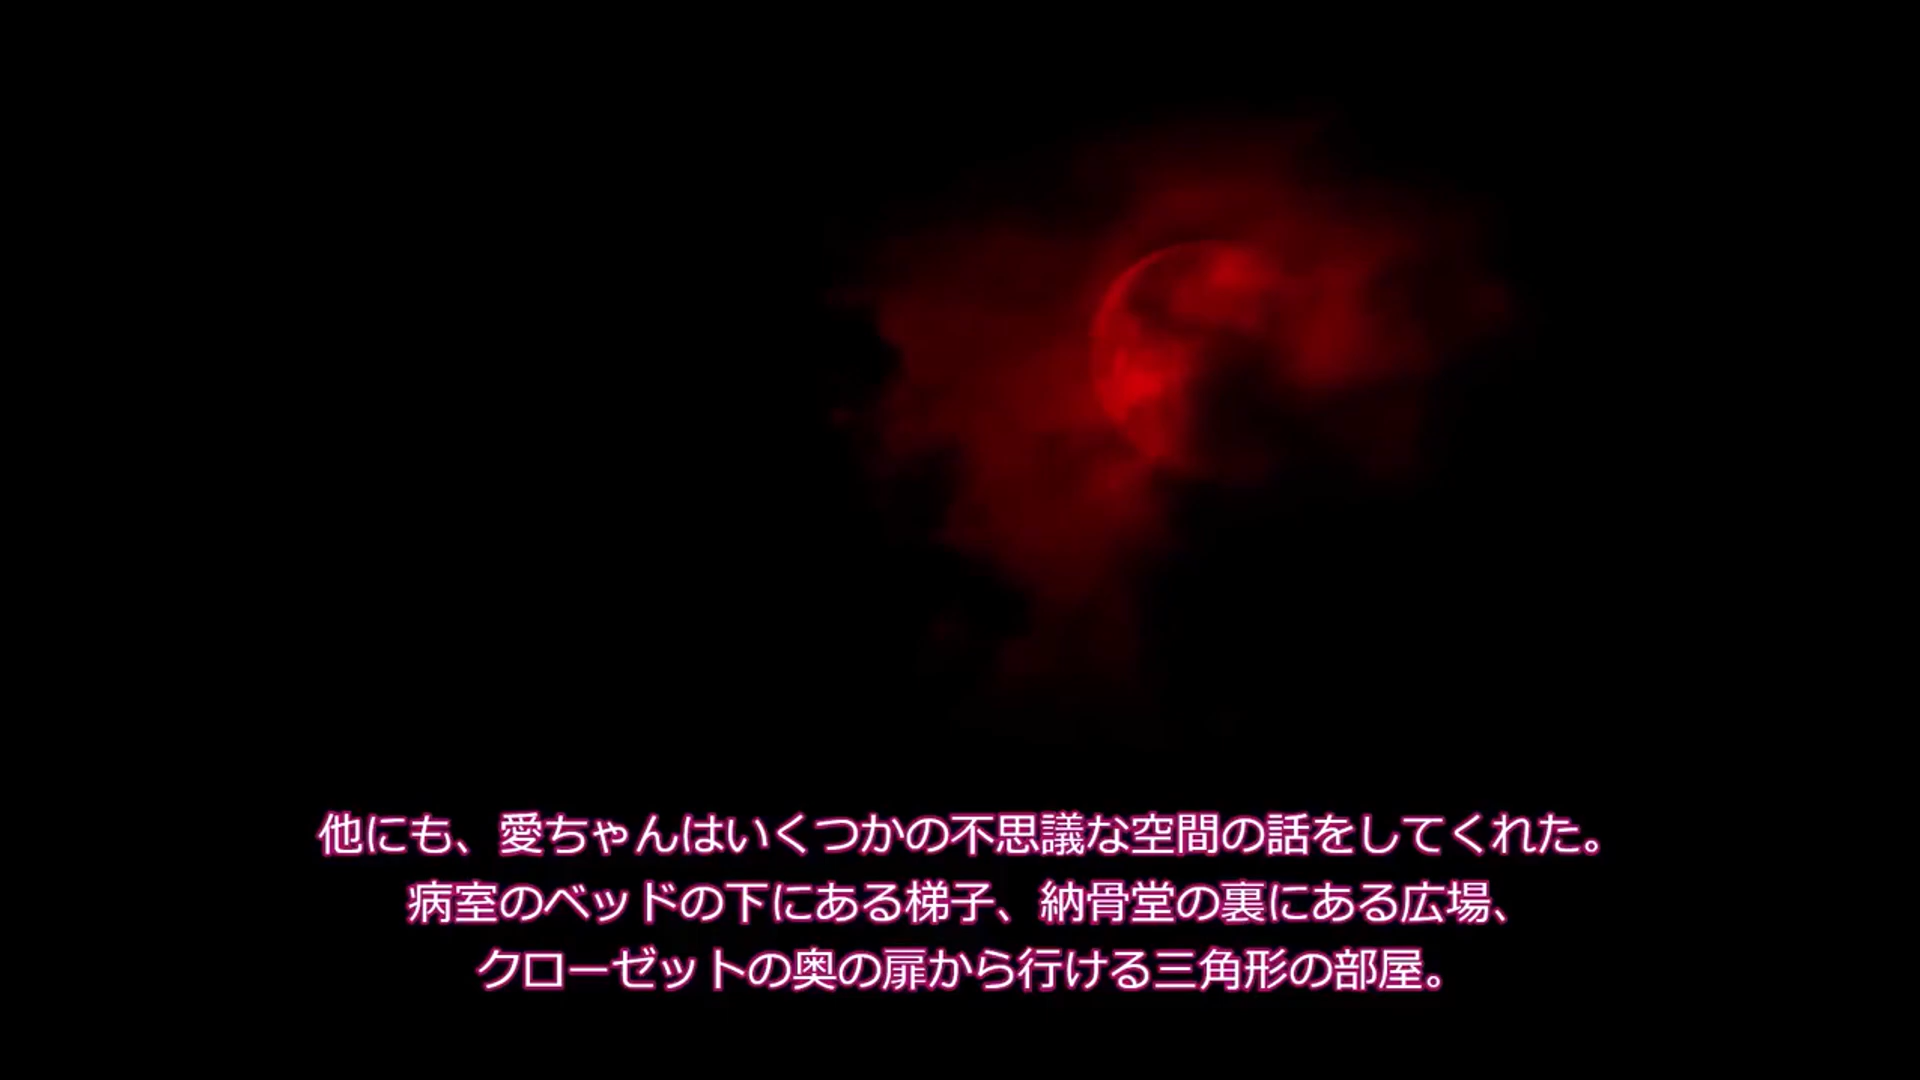 他にも、愛ちゃんはいくつかの不思議な空間の話をしてくれた。
病室のベッドの下にある梯子、納骨堂の裏にある広場、
クローゼットの奥の扉から行ける三角形の部屋。